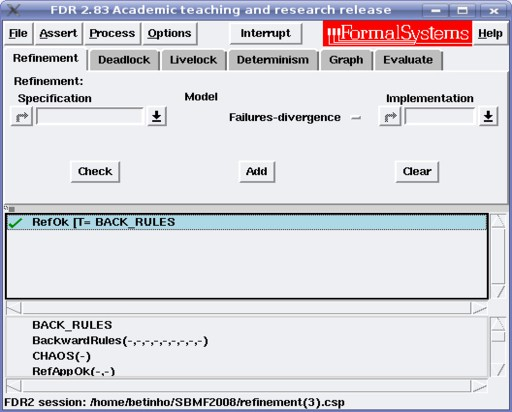 FDR 2.83 Academic teaching and research release
File Assert Process Options Interrupt FormalSystems Help
Refinement Deadlock Livelock Determinism Graph Evaluate
Refinement:
Specification Model Implementation
Failures-divergence
Check Add Clear
RefOk [T= BACK_RULES
BACK_RULES
BackwardRules(-,-,-,-,-,-,-,-,-)
CHAOS(-)
RefAppOk(-,-)
FDR2 session: /home/betinho/SBMF2008/refinement(3).csp